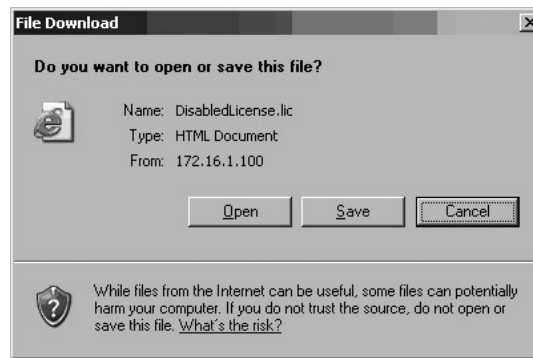 File Download
Do you want to open or save this file?
Name: DisabledLicense.lic
Type: HTML Document
From: 172.16.1.100
Open Save Cancel
While files from the Internet can be useful, some files can potentially
harm your computer. If you do not trust the source, do not open or
save this file. What's the risk?